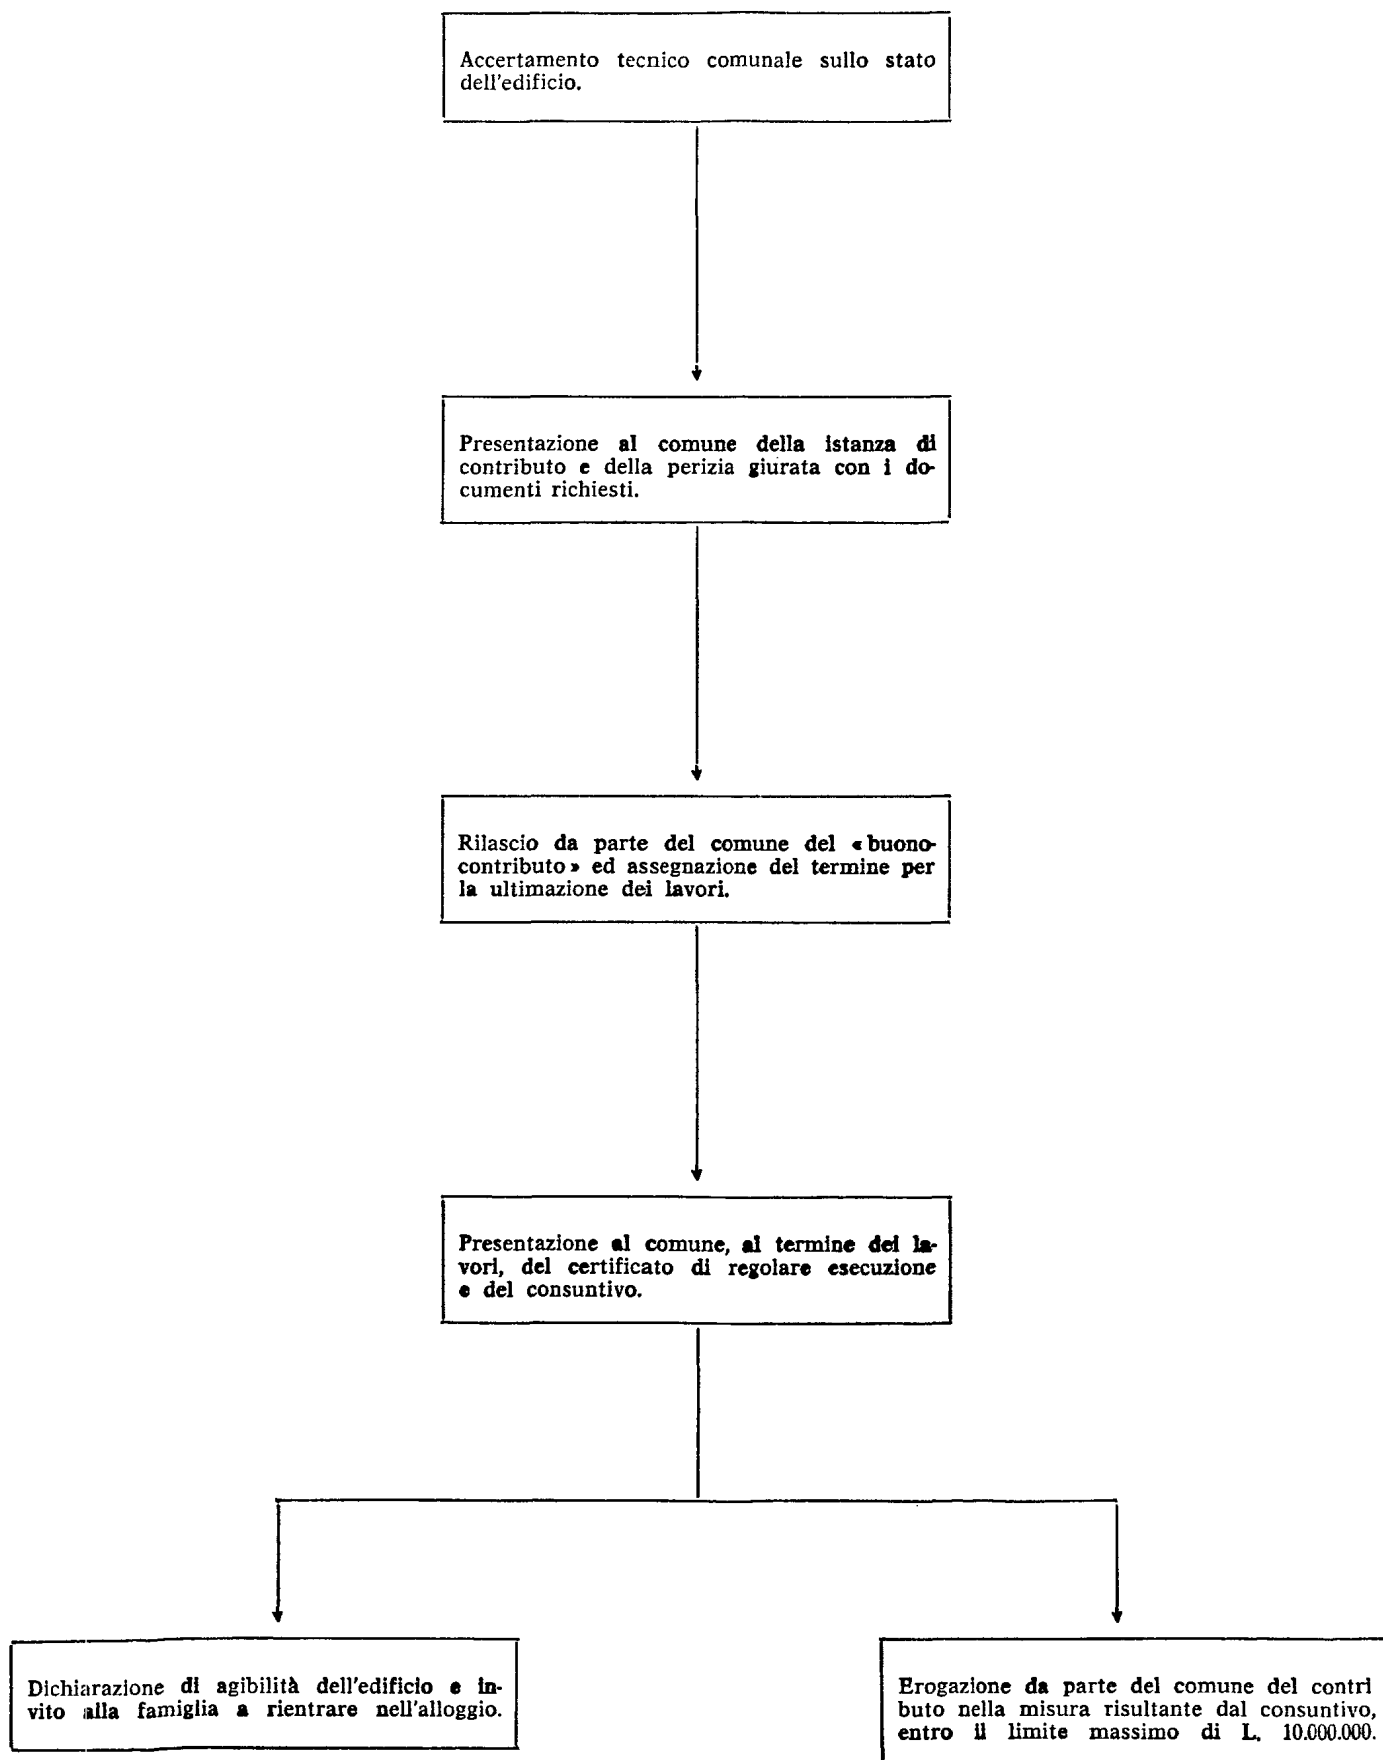 Accertamento tecnico comunale sullo stato
dell'edificio.
Presentazione al comune della istanza di
contributo e della perizia giurata con i do-
cumenti richiesti.
Rilascio da parte del comune del «buono-
contributo» ed assegnazione del termine per
la ultimazione dei lavori.
Presentazione al comune, al termine dei la-
vori, del certificato di regolare esecuzione
e del consuntivo.
Dichiarazione di agibilità dell'edificio e in-
vito alla famiglia a rientrare nell'alloggio.
Erogazione da parte del comune del contri
buto nella misura risultante dal consuntivo,
entro il limite massimo di L. 10.000.000.